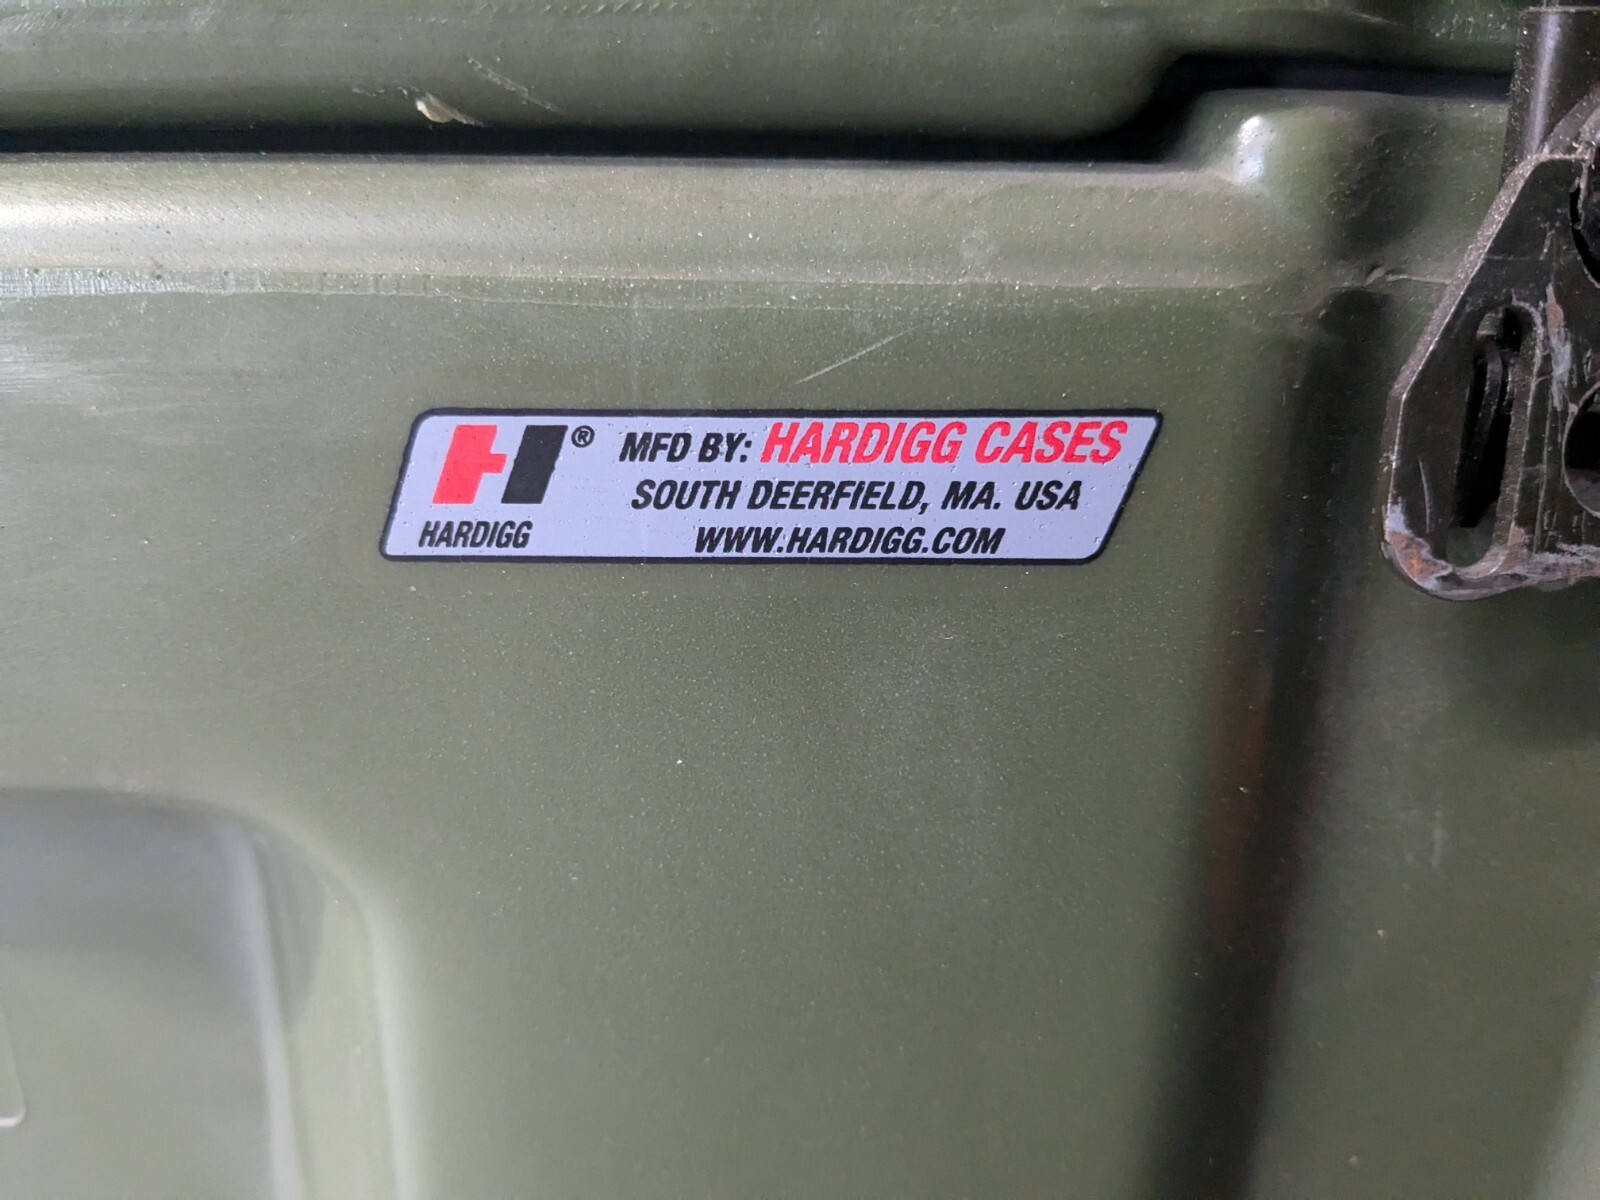 H®
MFD BY: HARDIGG CASES
SOUTH DEERFIELD, MA. USA
HARDIGG
WWW.HARDIGG.COM